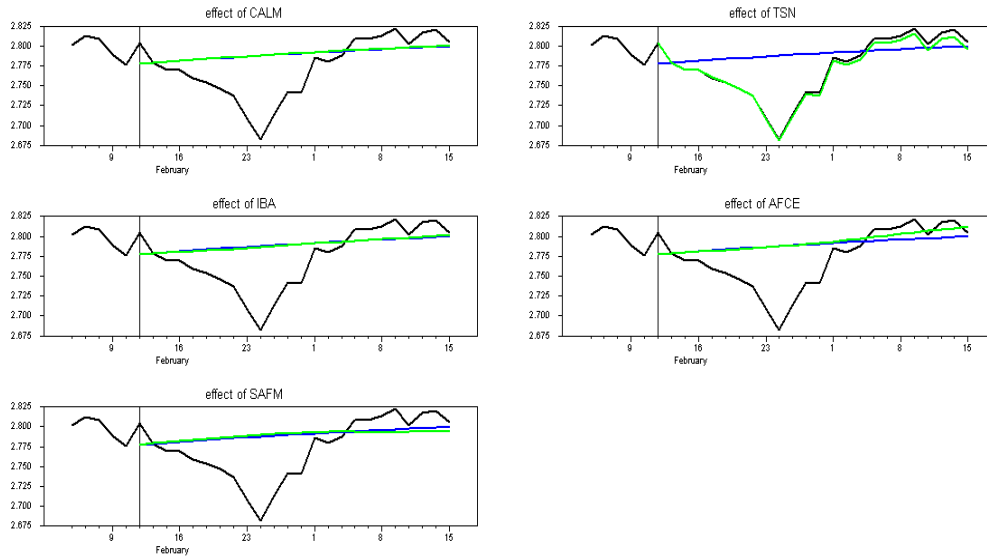 effect of CALM
2.825
2.800
2.775
2.750
2.725
2.700
2.675
9 16 23 1 8 15
February
effect of TSN
2.825
2.800
2.775
2.750
2.725
2.700
2.675
9 16 23 1 8 15
February
effect of IBA
2.825
2.800
2.775
2.750
2.725
2.700
2.675
9 16 23 1 8 15
February
effect of AFCE
2.825
2.800
2.775
2.750
2.725
2.700
2.675
9 16 23 1 8 15
February
effect of SAFM
2.825
2.800
2.775
2.750
2.725
2.700
2.675
9 16 23 1 8 15
February